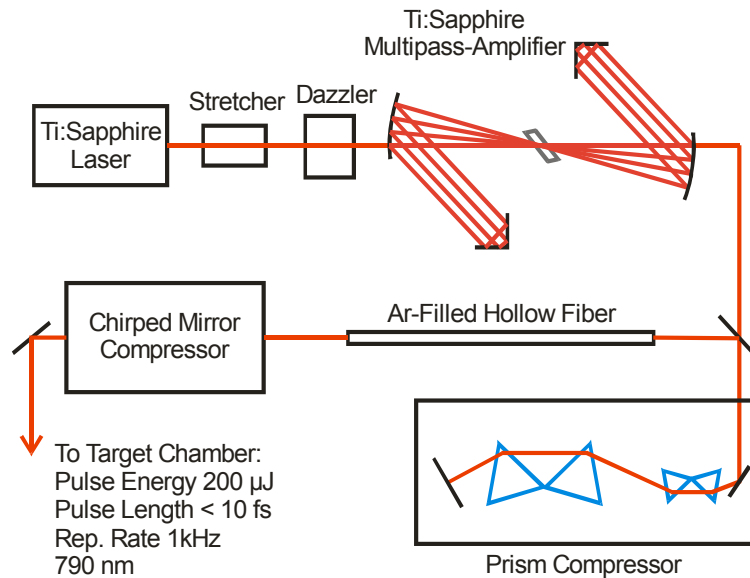 Ti:Sapphire
Multipass-Amplifier
Stretcher
Dazzler
Ti:Sapphire
Laser
Chirped Mirror
Compressor
Ar-Filled Hollow Fiber
To Target Chamber:
Pulse Energy 200 µJ
Pulse Length < 10 fs
Rep. Rate 1kHz
790 nm
Prism Compressor